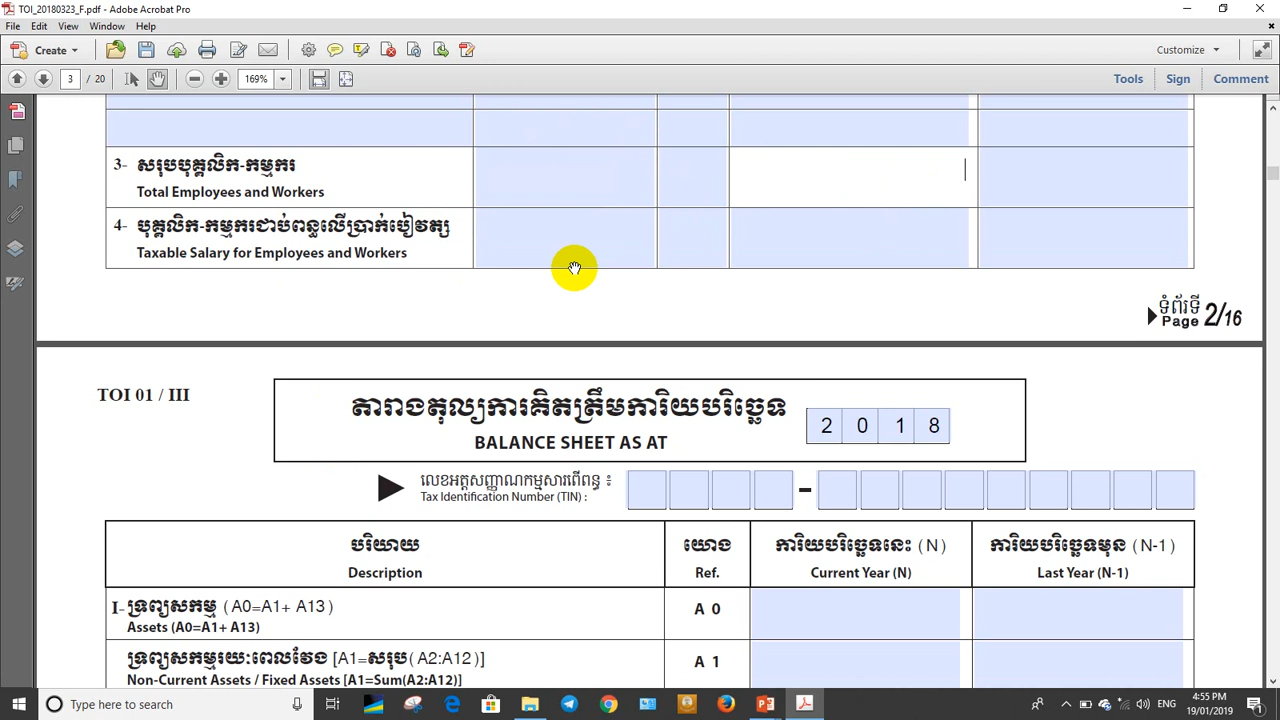 TOI_20180323_F.pdf - Adobe Acrobat Pro
File Edit View Window Help
Create Customize
3 / 20 169% Tools Sign Comment
3- សរុបបុគ្គលិក-កម្មករ
Total Employees and Workers
4- បុគ្គលិក-កម្មករជាប់ពន្ធលើប្រាក់បៀវត្ស
Taxable Salary for Employees and Workers
ទំព័រទី
Page 2/16
TOI 01 / III
តារាងតុល្យការគិតត្រឹមការិយបរិច្ឆេទ
2 0 1 8
BALANCE SHEET AS AT
លេខអត្តសញ្ញាណកម្មសារពើពន្ធ ៖
Tax Identification Number (TIN) :
បរិយាយ យោង ការិយបរិច្ឆេទនេះ (N) ការិយបរិច្ឆេទមុន (N-1)
Description Ref. Current Year (N) Last Year (N-1)
I- ទ្រព្យសកម្ម (A0=A1+ A13) A 0
Assets (A0=A1+ A13)
ទ្រព្យសកម្មរយៈពេលវែង [A1=សរុប(A2:A12)] A 1
Non-Current Assets / Fixed Assets [A1=Sum(A2:A12)]
Type here to search
ENG
4:55 PM
19/01/2019